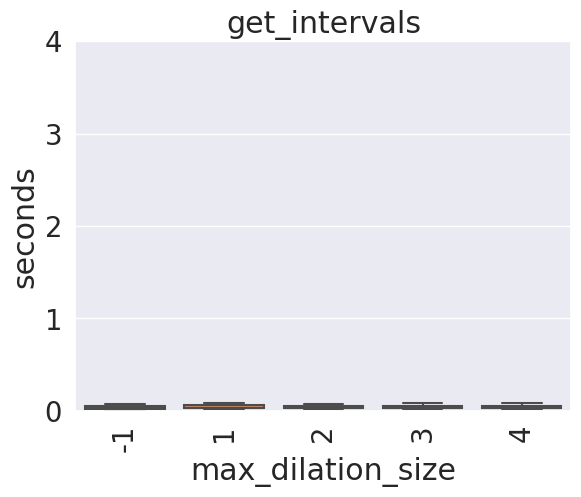 get_intervals
4
3
2
1
0
seconds
-1 1 2 3 4
max_dilation_size